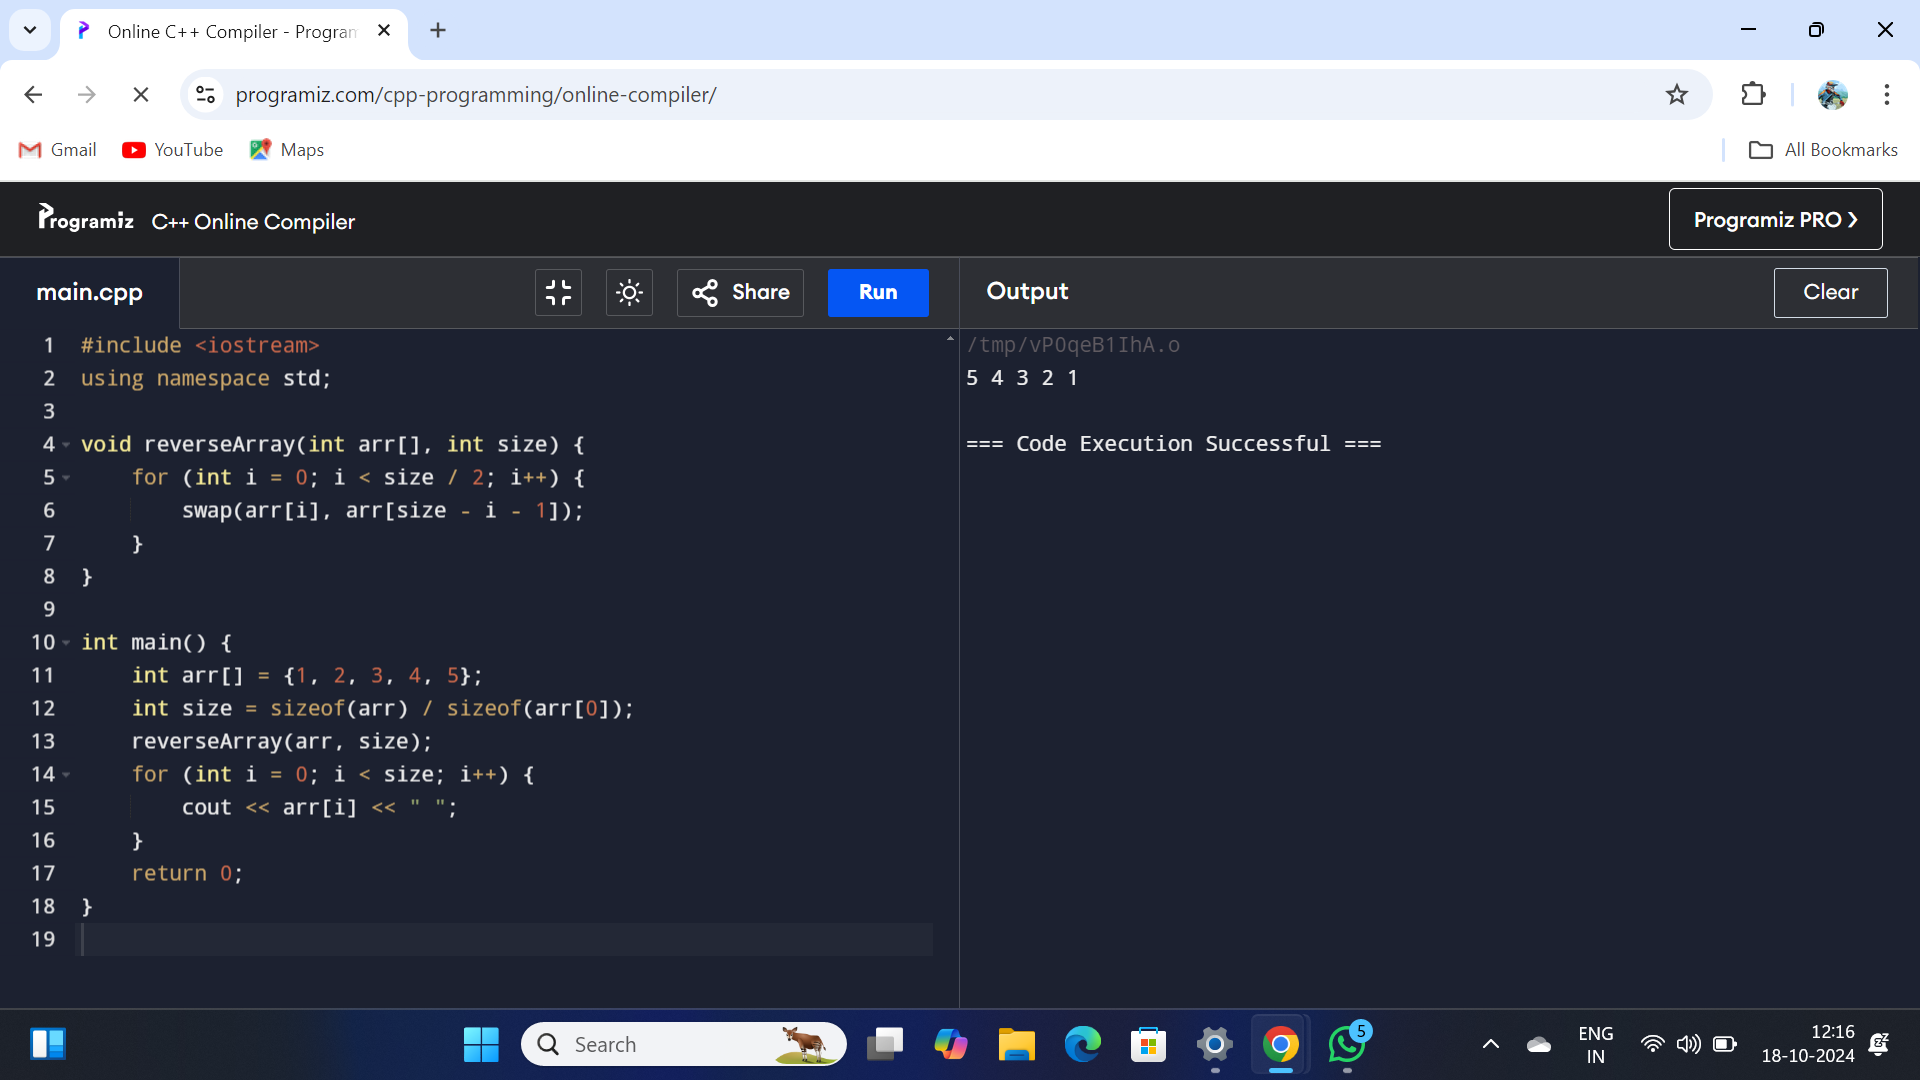 Online C++ Compiler - Program
programiz.com/cpp-programming/online-compiler/
Gmail YouTube Maps All Bookmarks
Programiz C++ Online Compiler Programiz PRO >
main.cpp Share Run Output Clear
1 #include <iostream>
2 using namespace std;
3
4 void reverseArray(int arr[], int size) {
5     for (int i = 0; i < size / 2; i++) {
6         swap(arr[i], arr[size - i - 1]);
7     }
8 }
9
10 int main() {
11     int arr[] = {1, 2, 3, 4, 5};
12     int size = sizeof(arr) / sizeof(arr[0]);
13     reverseArray(arr, size);
14     for (int i = 0; i < size; i++) {
15         cout << arr[i] << " ";
16     }
17     return 0;
18 }
19
/tmp/vPOqeB1IhA.o
5 4 3 2 1
=== Code Execution Successful ===
Search
5
ENG
IN
12:16
18-10-2024